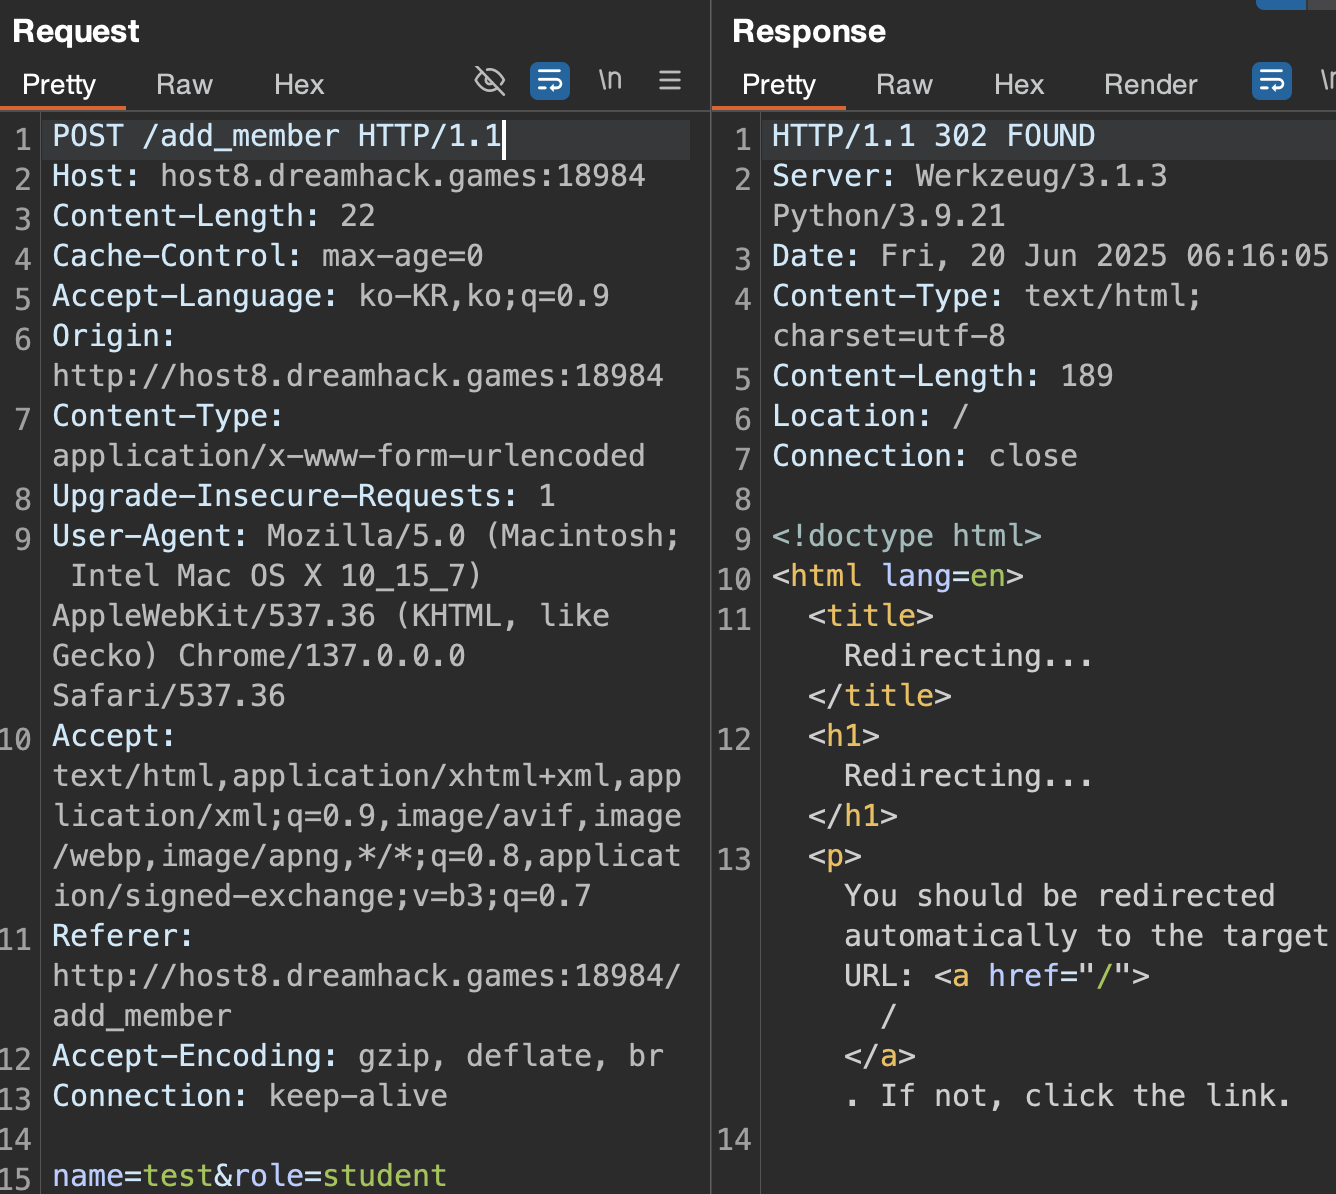 Request
Pretty Raw Hex \n
1 POST /add_member HTTP/1.1
2 Host: host8.dreamhack.games:18984
3 Content-Length: 22
4 Cache-Control: max-age=0
5 Accept-Language: ko-KR,ko;q=0.9
6 Origin:
http://host8.dreamhack.games:18984
7 Content-Type:
application/x-www-form-urlencoded
8 Upgrade-Insecure-Requests: 1
9 User-Agent: Mozilla/5.0 (Macintosh;
Intel Mac OS X 10_15_7)
AppleWebKit/537.36 (KHTML, like
Gecko) Chrome/137.0.0.0
Safari/537.36
10 Accept:
text/html,application/xhtml+xml,app
lication/xml;q=0.9,image/avif,image
/webp,image/apng,*/*;q=0.8,applicat
ion/signed-exchange;v=b3;q=0.7
11 Referer:
http://host8.dreamhack.games:18984/
add_member
12 Accept-Encoding: gzip, deflate, br
13 Connection: keep-alive
14
15 name=test&role=student
Response
Pretty Raw Hex Render
1 HTTP/1.1 302 FOUND
2 Server: Werkzeug/3.1.3
Python/3.9.21
3 Date: Fri, 20 Jun 2025 06:16:05
4 Content-Type: text/html;
charset=utf-8
5 Content-Length: 189
6 Location: /
7 Connection: close
8
9 <!doctype html>
10 <html lang=en>
11 <title>
Redirecting...
</title>
12 <h1>
Redirecting...
</h1>
13 <p>
You should be redirected
automatically to the target
URL: <a href="/">
/
</a>
. If not, click the link.
14